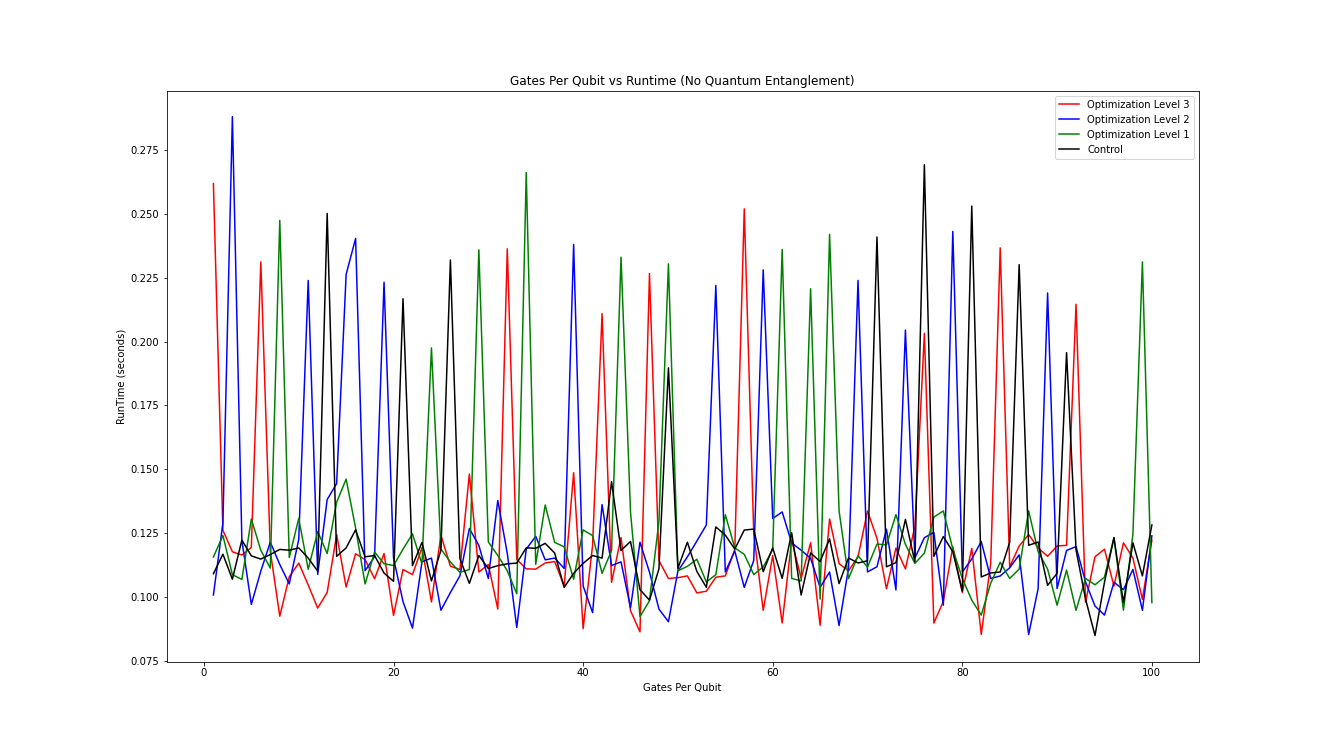 Gates Per Qubit vs Runtime (No Quantum Entanglement)
Optimization Level 3
Optimization Level 2
Optimization Level 1
Control
RunTime (seconds)
0.275
0.250
0.225
0.200
0.175
0.150
0.125
0.100
0.075
0 20 40 60 80 100
Gates Per Qubit